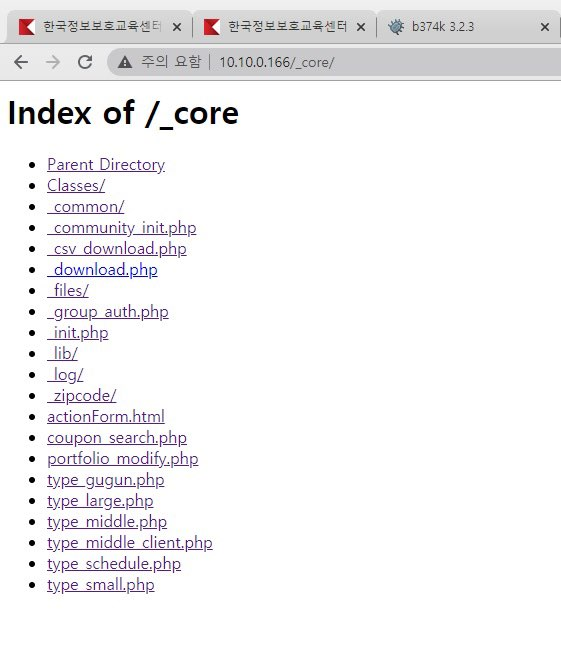 한국정보보호교육센터
한국정보보호교육센터
b374k 3.2.3
주의 요함 10.10.0.166/_core/
Index of /_core
Parent Directory
Classes/
_common/
_community_init.php
_csv_download.php
_download.php
_files/
_group_auth.php
_init.php
_lib/
_log/
_zipcode/
actionForm.html
coupon_search.php
portfolio_modify.php
type_gugun.php
type_large.php
type_middle.php
type_middle_client.php
type_schedule.php
type_small.php